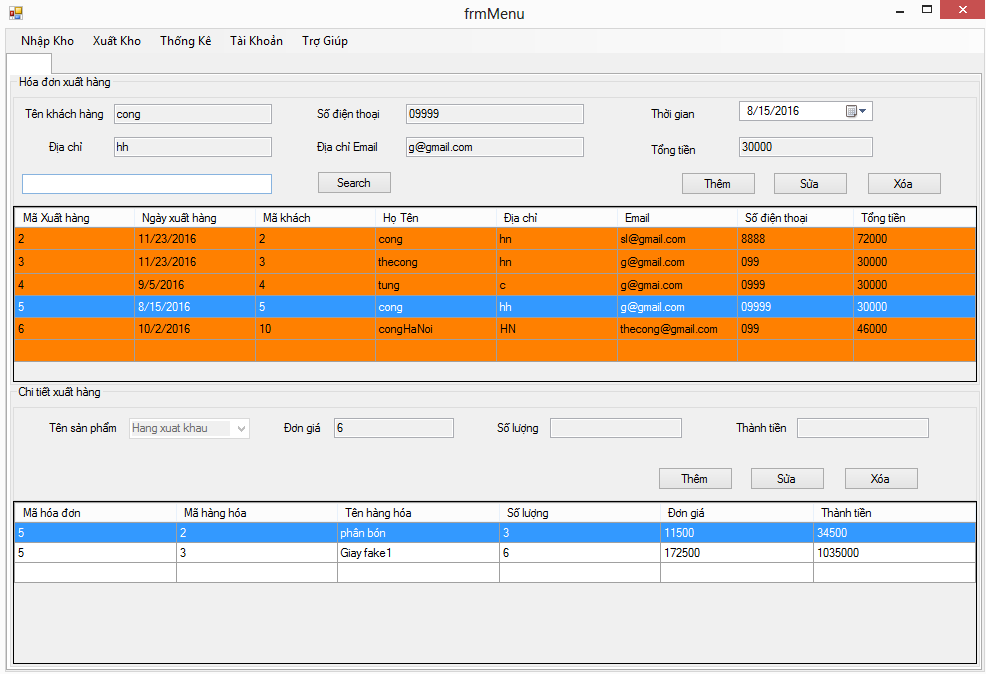 frmMenu
Nhập Kho Xuất Kho Thống Kê Tài Khoản Trợ Giúp
Hóa đơn xuất hàng
Tên khách hàng cong Số điện thoại 09999 Thời gian 8/15/2016
Địa chỉ hh Địa chỉ Email g@gmail.com Tổng tiền 30000
Search Thêm Sửa Xóa
Mã Xuất hàng Ngày xuất hàng Mã khách Họ Tên Địa chỉ Email Số điện thoại Tổng tiền
2 11/23/2016 2 cong hn sl@gmail.com 8888 72000
3 11/23/2016 3 thecong hn g@gmail.com 099 30000
4 9/5/2016 4 tung c g@gmai.com 0999 30000
5 8/15/2016 5 cong hh g@gmail.com 09999 30000
6 10/2/2016 10 congHaNoi HN thecong@gmail.com 099 46000
Chi tiết xuất hàng
Tên sản phẩm Hang xuat khau Đơn giá 6 Số lượng Thành tiền
Thêm Sửa Xóa
Mã hóa đơn Mã hàng hóa Tên hàng hóa Số lượng Đơn giá Thành tiền
5 2 phân bón 3 11500 34500
5 3 Giay fake1 6 172500 1035000